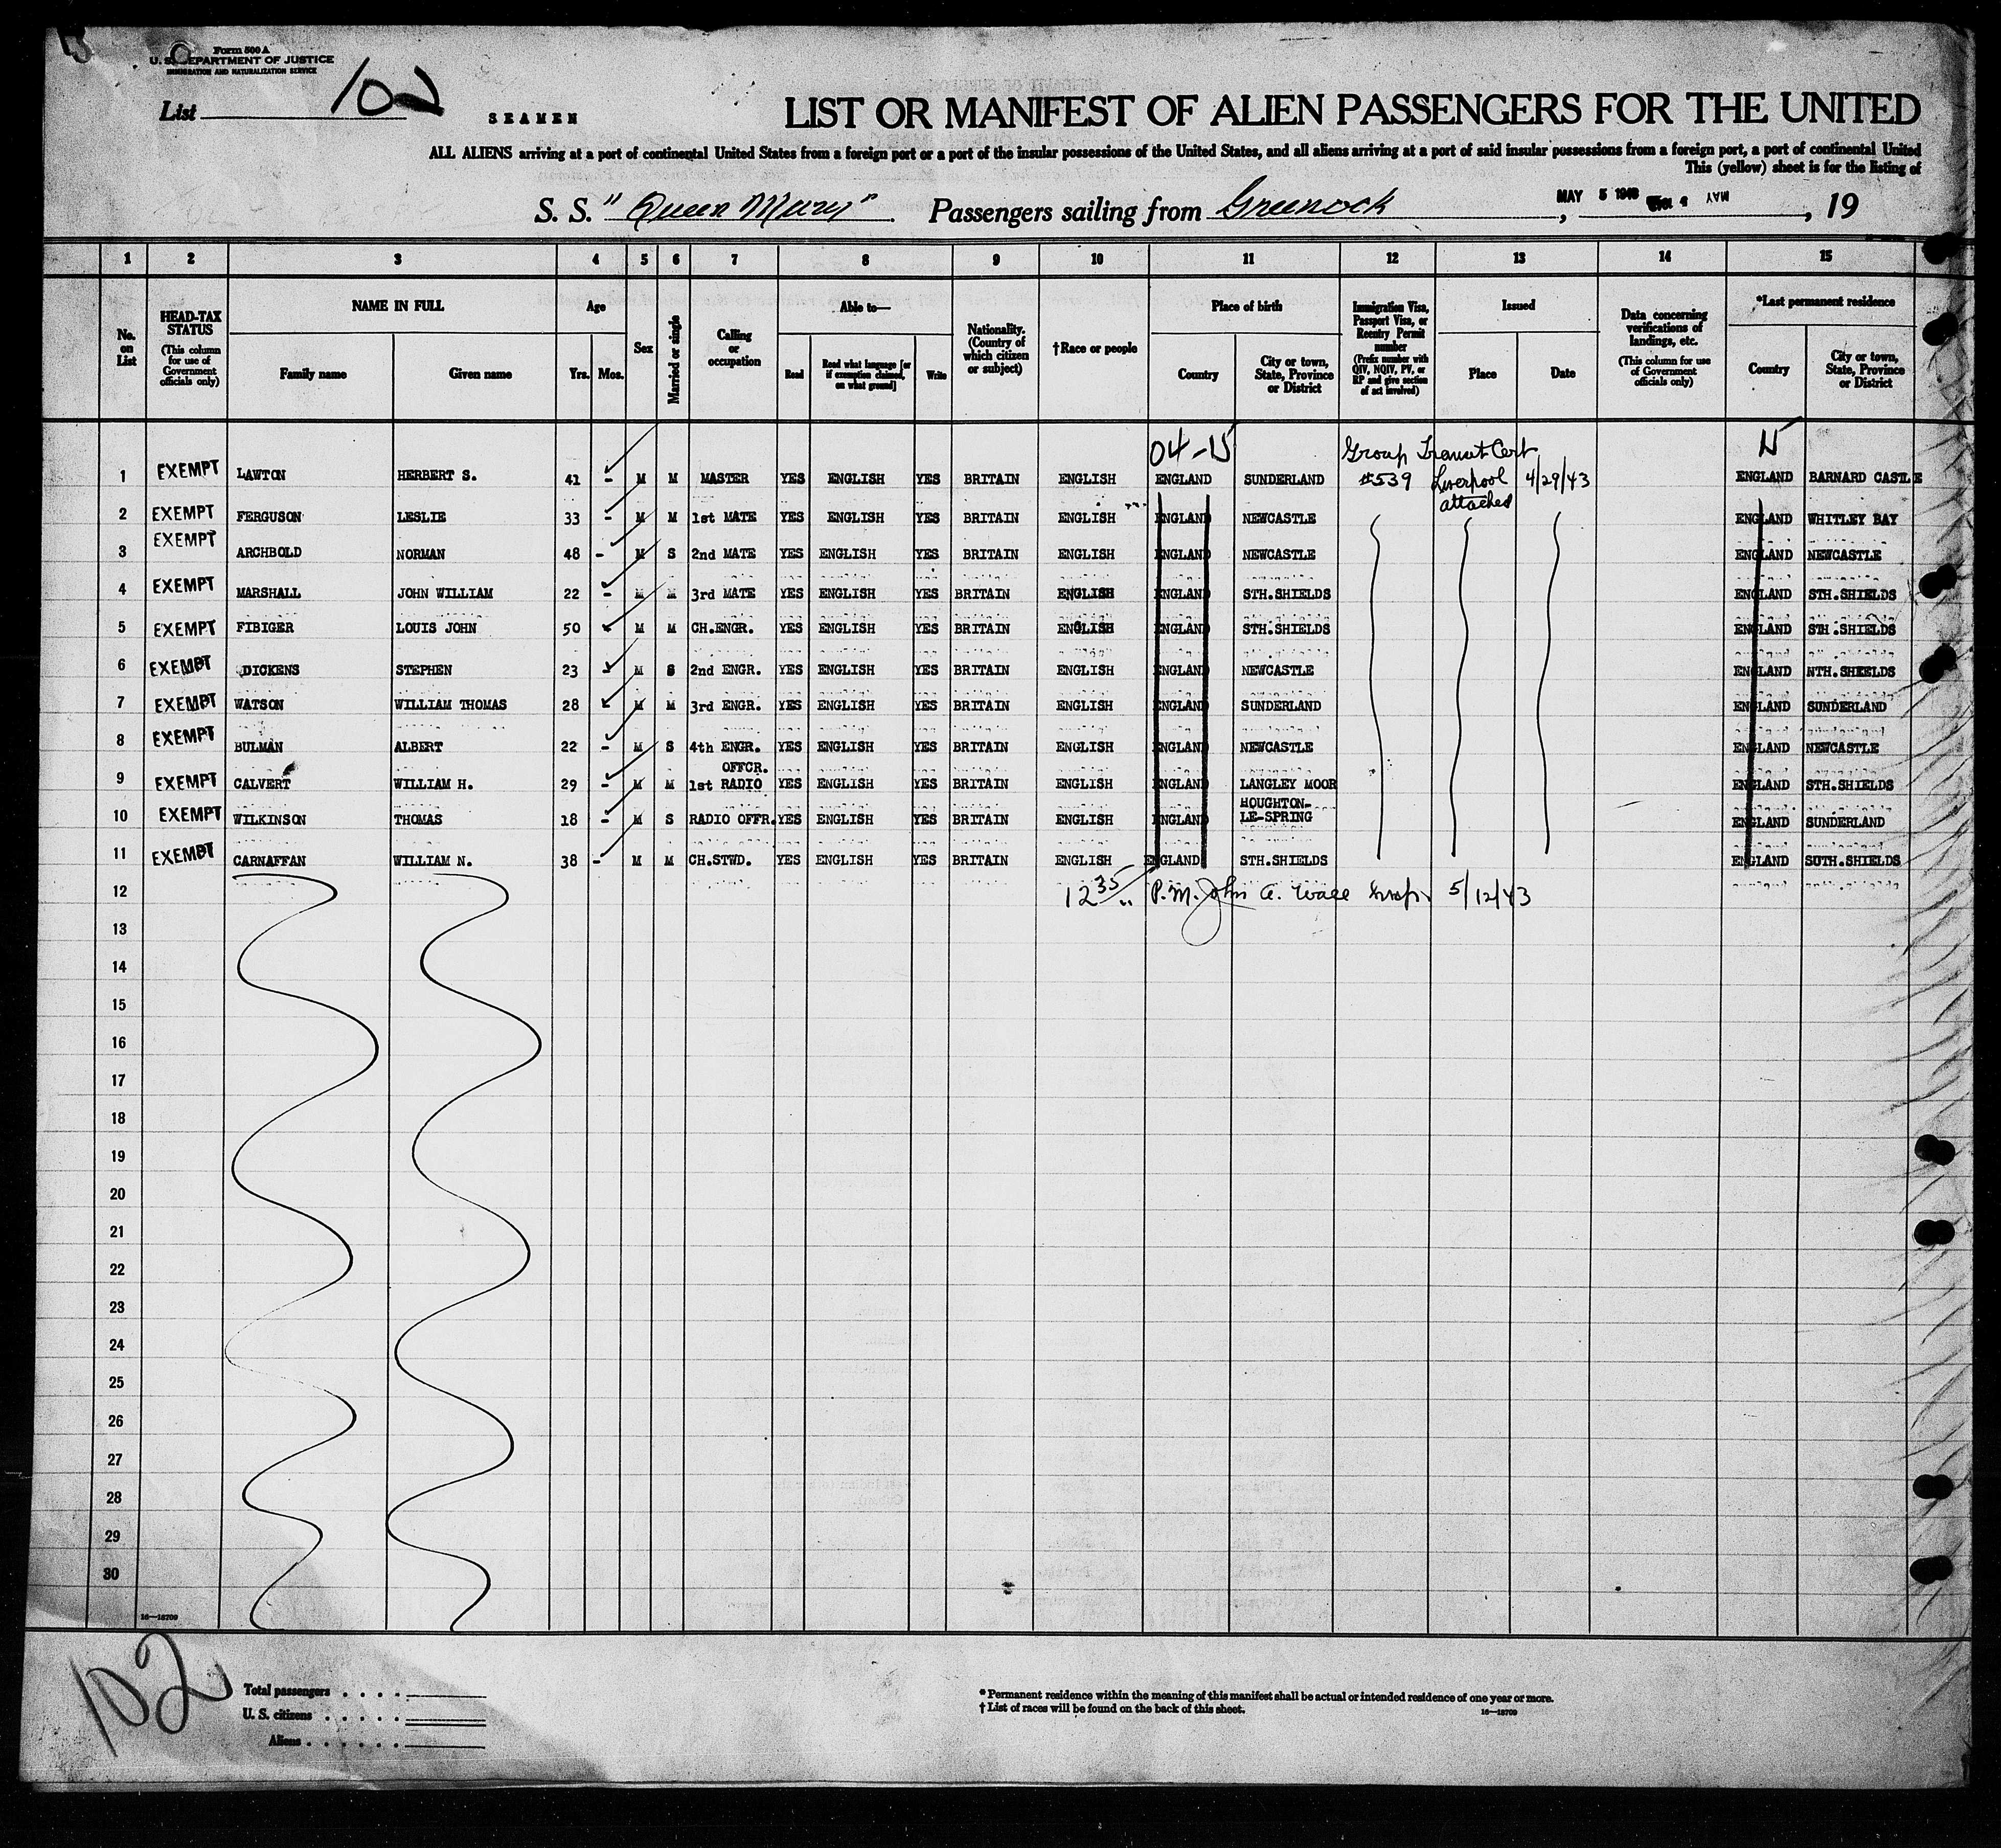 Form 500 A
U. S. DEPARTMENT OF JUSTICE
IMMIGRATION AND NATURALIZATION SERVICE
List 102
SEAMEN
LIST OR MANIFEST OF ALIEN PASSENGERS FOR THE UNITED
ALL ALIENS arriving at a port of continental United States from a foreign port or a port of the insular possessions of the United States, and all aliens arriving at a port of said insular possessions from a foreign port, a port of continental United
This (yellow) sheet is for the listing of
S. S. "Queen Mary" Passengers sailing from Greenock, MAY 5 1943 MAY, 19
1 2 3 4 5 6 7 8 9 10 11 12 13 14 15
No. on List
HEAD-TAX STATUS (This column for use of Government officials only)
NAME IN FULL
Family name Given name
Age
Yrs. Mos.
Sex
Married or single
Calling or occupation
Able to—
Read
Read what language [or if exemption claimed, on what ground]
Write
Nationality. (Country of which citizen or subject)
†Race or people
Place of birth
Country
City or town, State, Province or District
Immigration Visa, Passport Visa, or Reentry Permit number (Prefix number with QIV, NQIV, PV, or RP and give section of act involved)
Issued
Place Date
Data concerning verifications of landings, etc. (This column for use of Government officials only)
*Last permanent residence
Country
City or town, State, Province or District
04-15 Group Transit Cert
1 EXEMPT LAWTON HERBERT S. 41 - M M MASTER YES ENGLISH YES BRITAIN ENGLISH ENGLAND SUNDERLAND #539 Liverpool 4/29/43 ENGLAND BARNARD CASTLE
attached
2 EXEMPT FERGUSON LESLIE 33 - M M 1st MATE YES ENGLISH YES BRITAIN ENGLISH ENGLAND NEWCASTLE ENGLAND WHITLEY BAY
3 EXEMPT ARCHBOLD NORMAN 48 - M S 2nd MATE YES ENGLISH YES BRITAIN ENGLISH ENGLAND NEWCASTLE ENGLAND NEWCASTLE
4 EXEMPT MARSHALL JOHN WILLIAM 22 - M M 3rd MATE YES ENGLISH YES BRITAIN ENGLISH ENGLAND STH.SHIELDS ENGLAND STH.SHIELDS
5 EXEMPT FIBIGER LOUIS JOHN 50 - M M CH.ENGR. YES ENGLISH YES BRITAIN ENGLISH ENGLAND STH.SHIELDS ENGLAND STH.SHIELDS
6 EXEMPT DICKENS STEPHEN 23 - M S 2nd ENGR. YES ENGLISH YES BRITAIN ENGLISH ENGLAND NEWCASTLE ENGLAND NTH.SHIELDS
7 EXEMPT WATSON WILLIAM THOMAS 28 - M M 3rd ENGR. YES ENGLISH YES BRITAIN ENGLISH ENGLAND SUNDERLAND ENGLAND SUNDERLAND
8 EXEMPT BULMAN ALBERT 22 - M S 4th ENGR. YES ENGLISH YES BRITAIN ENGLISH ENGLAND NEWCASTLE ENGLAND NEWCASTLE
OFFCR.
9 EXEMPT CALVERT WILLIAM H. 29 - M M 1st RADIO YES ENGLISH YES BRITAIN ENGLISH ENGLAND LANGLEY MOOR ENGLAND STH.SHIELDS
HOUGHTON-
10 EXEMPT WILKINSON THOMAS 18 - M S RADIO OFFR. YES ENGLISH YES BRITAIN ENGLISH ENGLAND LE-SPRING ENGLAND SUNDERLAND
11 EXEMPT CARNAFFAN WILLIAM N. 38 - M M CH.STWD. YES ENGLISH YES BRITAIN ENGLISH ENGLAND STH.SHIELDS ENGLAND SUTH.SHIELDS
12 12 35 P.M. John A. Wall 5/12/43
13
14
15
16
17
18
19
20
21
22
23
24
25
26
27
28
29
30
16—18709
102
Total passengers . . . .
U. S. citizens . . . . .
Aliens . . . . . .
* Permanent residence within the meaning of this manifest shall be actual or intended residence of one year or more.
† List of races will be found on the back of this sheet.
16—18709